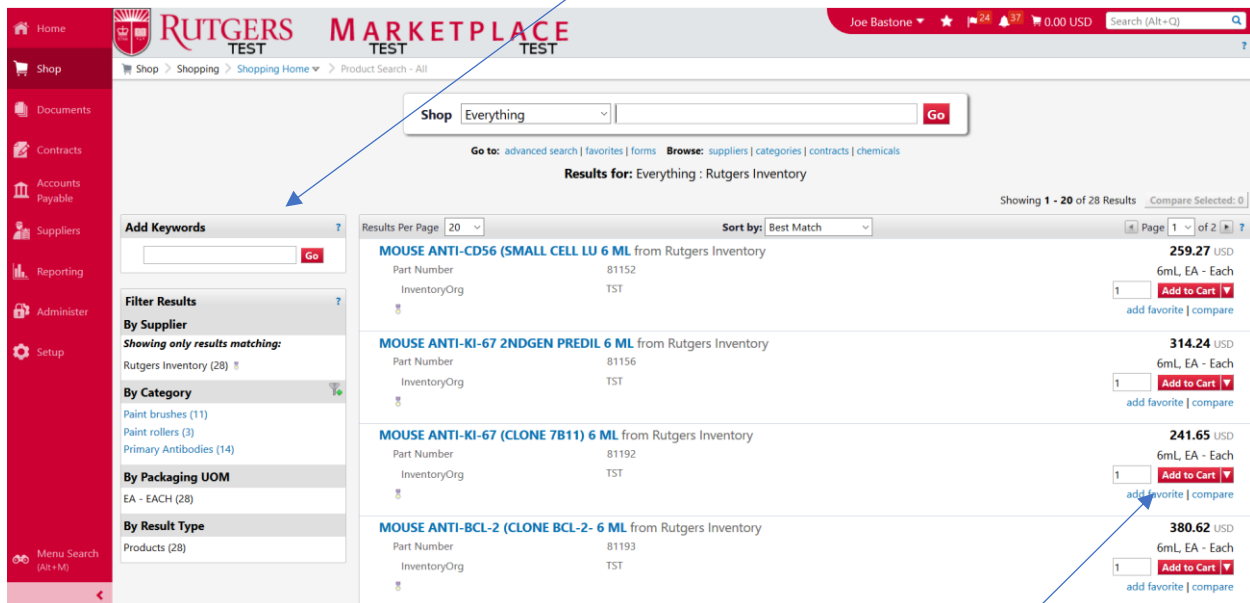 Home
RUTGERS MARKETPLACE
TEST TEST TEST
Joe Bastone 24 37 0.00 USD Search (Alt+Q)
?
Shop
Shop > Shopping > Shopping Home > Product Search - All
Documents
Contracts
Accounts
Payable
Suppliers
Reporting
Administer
Setup
Menu Search
(Alt+M)
Shop Everything Go
Go to: advanced search | favorites | forms Browse: suppliers | categories | contracts | chemicals
Results for: Everything : Rutgers Inventory
Showing 1 - 20 of 28 Results Compare Selected: 0
Add Keywords ?
Go
Filter Results ?
By Supplier
Showing only results matching:
Rutgers Inventory (28)
By Category
Paint brushes (11)
Paint rollers (3)
Primary Antibodies (14)
By Packaging UOM
EA - EACH (28)
By Result Type
Products (28)
Results Per Page 20 Sort by: Best Match Page 1 of 2 ?
MOUSE ANTI-CD56 (SMALL CELL LU 6 ML from Rutgers Inventory 259.27 USD
Part Number 81152 6mL, EA - Each
InventoryOrg TST 1 Add to Cart
add favorite | compare
MOUSE ANTI-KI-67 2NDGEN PREDIL 6 ML from Rutgers Inventory 314.24 USD
Part Number 81156 6mL, EA - Each
InventoryOrg TST 1 Add to Cart
add favorite | compare
MOUSE ANTI-KI-67 (CLONE 7B11) 6 ML from Rutgers Inventory 241.65 USD
Part Number 81192 6mL, EA - Each
InventoryOrg TST 1 Add to Cart
add favorite | compare
MOUSE ANTI-BCL-2 (CLONE BCL-2- 6 ML from Rutgers Inventory 380.62 USD
Part Number 81193 6mL, EA - Each
InventoryOrg TST 1 Add to Cart
add favorite | compare